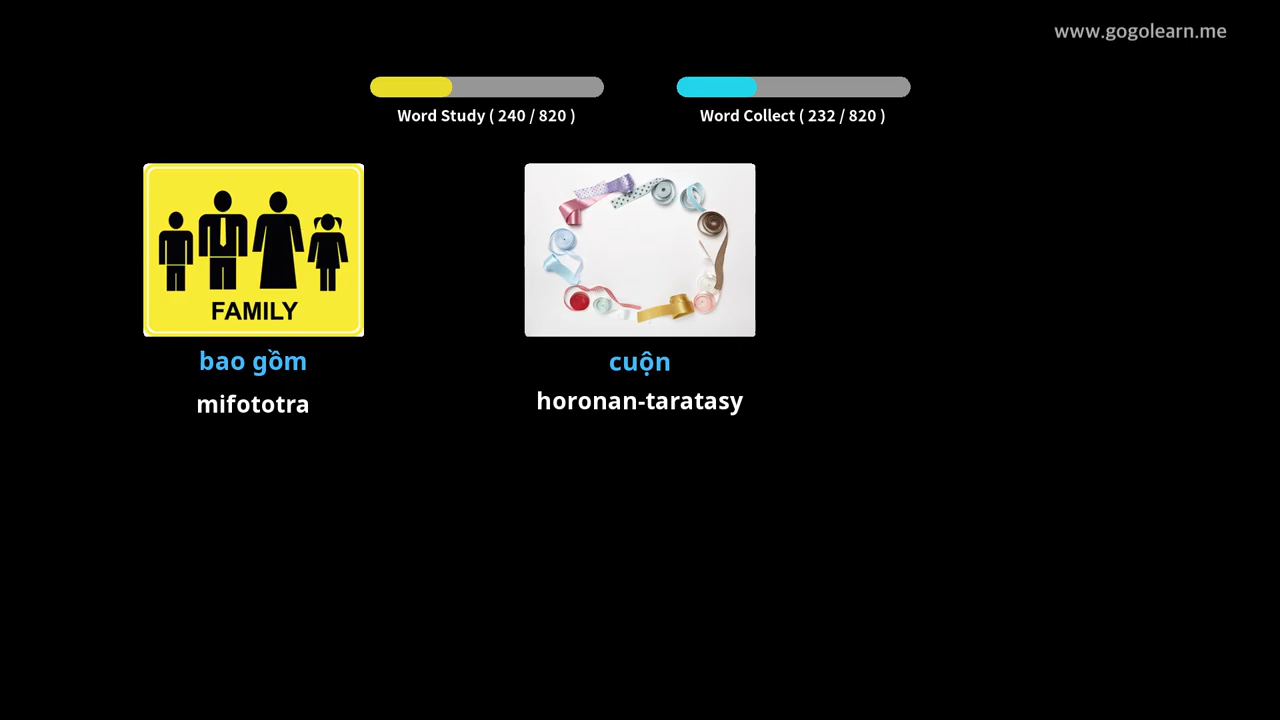 www.gogolearn.me
Word Study ( 240 / 820 )
Word Collect ( 232 / 820 )
FAMILY
bao gồm
mifototra
cuộn
horonan-taratasy